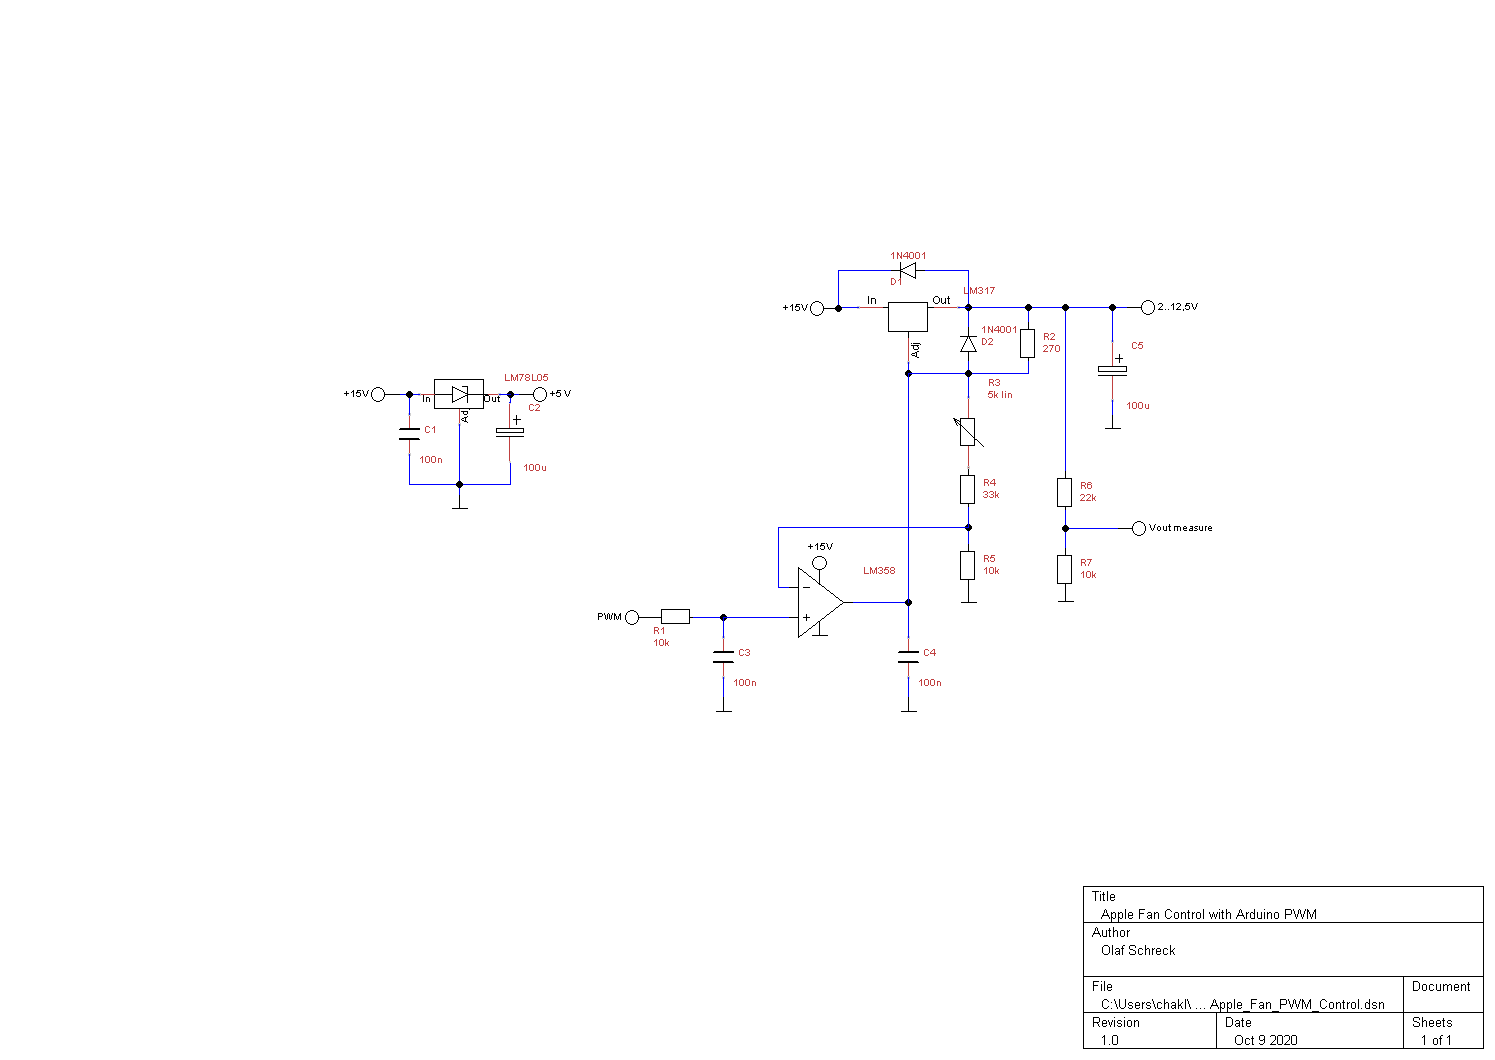 1N4001
D1
LM317
+15V
In
Out
2..12,5V
Adj
1N4001
D2
R2
270
C5
+
100u
R3
5k lin
LM78L05
+15V
In
Out
+5 V
Adj
C2
+
C1
100n
100u
R4
33k
R6
22k
Vout measure
+15V
LM358
R5
10k
R7
10k
PWM
R1
10k
−
+
C3
100n
C4
100n
Title
Apple Fan Control with Arduino PWM
Author
Olaf Schreck
File
Document
C:\Users\chakl\ ... Apple_Fan_PWM_Control.dsn
Revision
Date
Sheets
1.0
Oct 9 2020
1 of 1